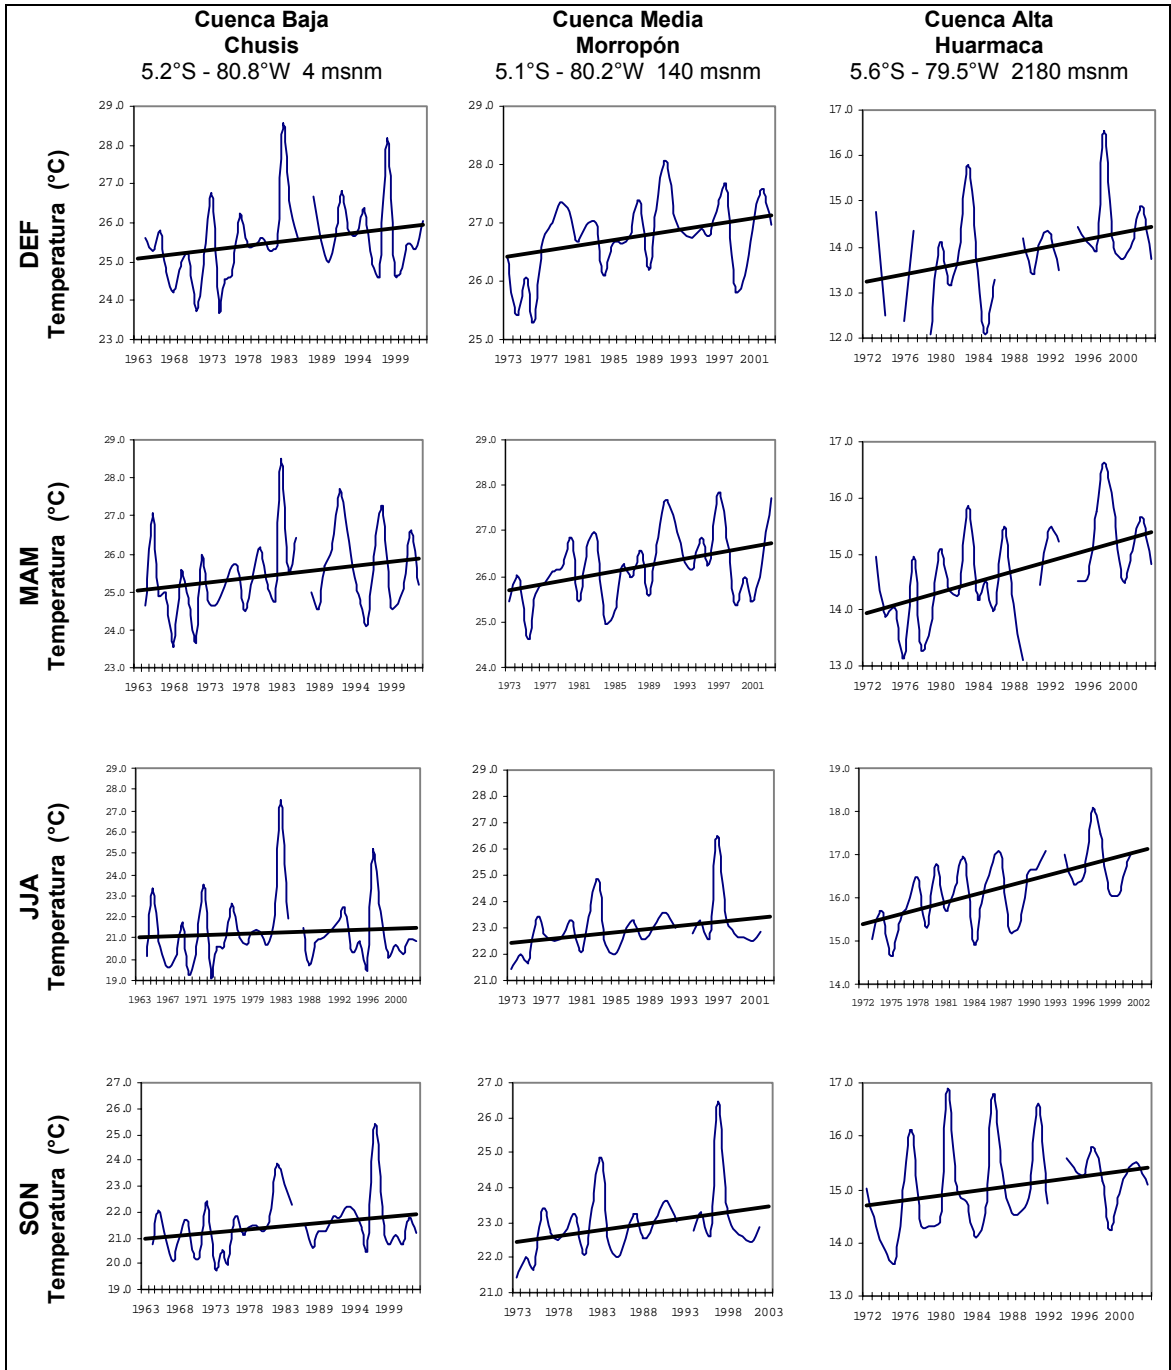 Cuenca Baja
Chusis
5.2°S - 80.8°W 4 msnm
Cuenca Media
Morropón
5.1°S - 80.2°W 140 msnm
Cuenca Alta
Huarmaca
5.6°S - 79.5°W 2180 msnm
DEF
Temperatura (°C)
29.0
28.0
27.0
26.0
25.0
24.0
23.0
1963 1968 1973 1978 1983 1989 1994 1999
29.0
28.0
27.0
26.0
25.0
1973 1977 1981 1985 1989 1993 1997 2001
17.0
16.0
15.0
14.0
13.0
12.0
1972 1976 1980 1984 1988 1992 1996 2000
MAM
Temperatura (°C)
29.0
28.0
27.0
26.0
25.0
24.0
23.0
1963 1968 1973 1978 1983 1989 1994 1999
29.0
28.0
27.0
26.0
25.0
24.0
1973 1977 1981 1985 1989 1993 1997 2001
17.0
16.0
15.0
14.0
13.0
1972 1976 1980 1984 1988 1992 1996 2000
JJA
Temperatura (°C)
29.0
28.0
27.0
26.0
25.0
24.0
23.0
22.0
21.0
20.0
19.0
1963 1967 1971 1975 1979 1983 1988 1992 1996 2000
29.0
28.0
27.0
26.0
25.0
24.0
23.0
22.0
21.0
1973 1977 1981 1985 1989 1993 1997 2001
19.0
18.0
17.0
16.0
15.0
14.0
1972 1975 1978 1981 1984 1987 1990 1993 1996 1999 2002
SON
Temperatura (°C)
27.0
26.0
25.0
24.0
23.0
22.0
21.0
20.0
19.0
1963 1968 1973 1978 1983 1989 1994 1999
27.0
26.0
25.0
24.0
23.0
22.0
21.0
1973 1978 1983 1988 1993 1998 2003
17.0
16.0
15.0
14.0
13.0
1972 1976 1980 1984 1988 1992 1996 2000